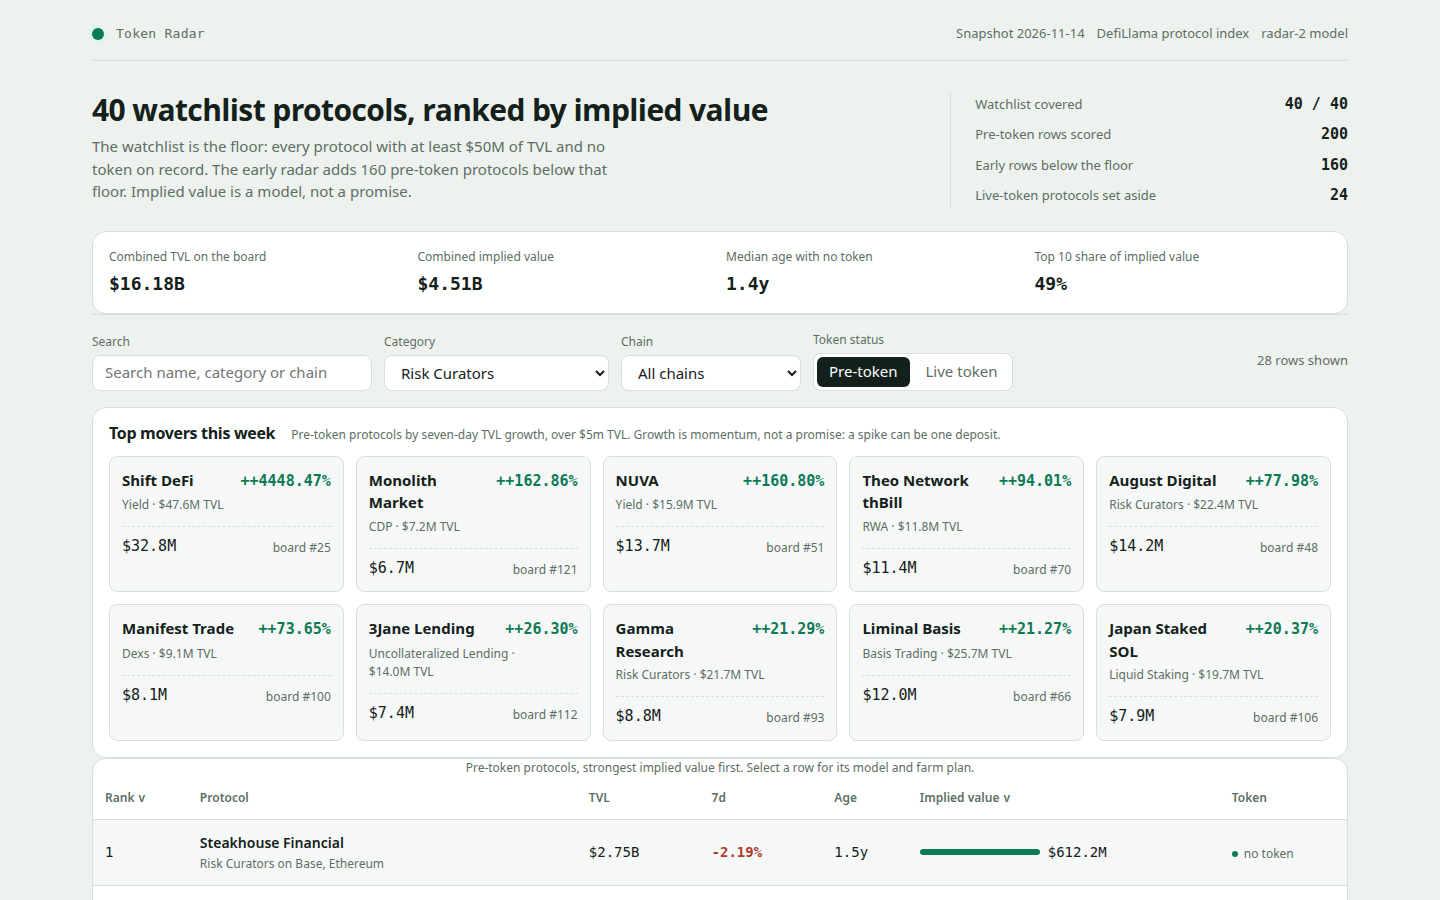 Token Radar
Snapshot 2026-11-14 DefiLlama protocol index radar-2 model
40 watchlist protocols, ranked by implied value
The watchlist is the floor: every protocol with at least $50M of TVL and no
token on record. The early radar adds 160 pre-token protocols below that
floor. Implied value is a model, not a promise.
Watchlist covered 40 / 40
Pre-token rows scored 200
Early rows below the floor 160
Live-token protocols set aside 24
Combined TVL on the board
$16.18B
Combined implied value
$4.51B
Median age with no token
1.4y
Top 10 share of implied value
49%
Search
Search name, category or chain
Category
Risk Curators
Chain
All chains
Token status
Pre-token Live token
28 rows shown
Top movers this week Pre-token protocols by seven-day TVL growth, over $5m TVL. Growth is momentum, not a promise: a spike can be one deposit.
Shift DeFi ++4448.47%
Yield · $47.6M TVL
$32.8M board #25
Monolith ++162.86%
Market
CDP · $7.2M TVL
$6.7M board #121
NUVA ++160.80%
Yield · $15.9M TVL
$13.7M board #51
Theo Network ++94.01%
thBill
RWA · $11.8M TVL
$11.4M board #70
August Digital ++77.98%
Risk Curators · $22.4M TVL
$14.2M board #48
Manifest Trade ++73.65%
Dexs · $9.1M TVL
$8.1M board #100
3Jane Lending ++26.30%
Uncollateralized Lending ·
$14.0M TVL
$7.4M board #112
Gamma ++21.29%
Research
Risk Curators · $21.7M TVL
$8.8M board #93
Liminal Basis ++21.27%
Basis Trading · $25.7M TVL
$12.0M board #66
Japan Staked ++20.37%
SOL
Liquid Staking · $19.7M TVL
$7.9M board #106
Pre-token protocols, strongest implied value first. Select a row for its model and farm plan.
Rank v Protocol TVL 7d Age Implied value v Token
1 Steakhouse Financial $2.75B -2.19% 1.5y $612.2M no token
Risk Curators on Base, Ethereum